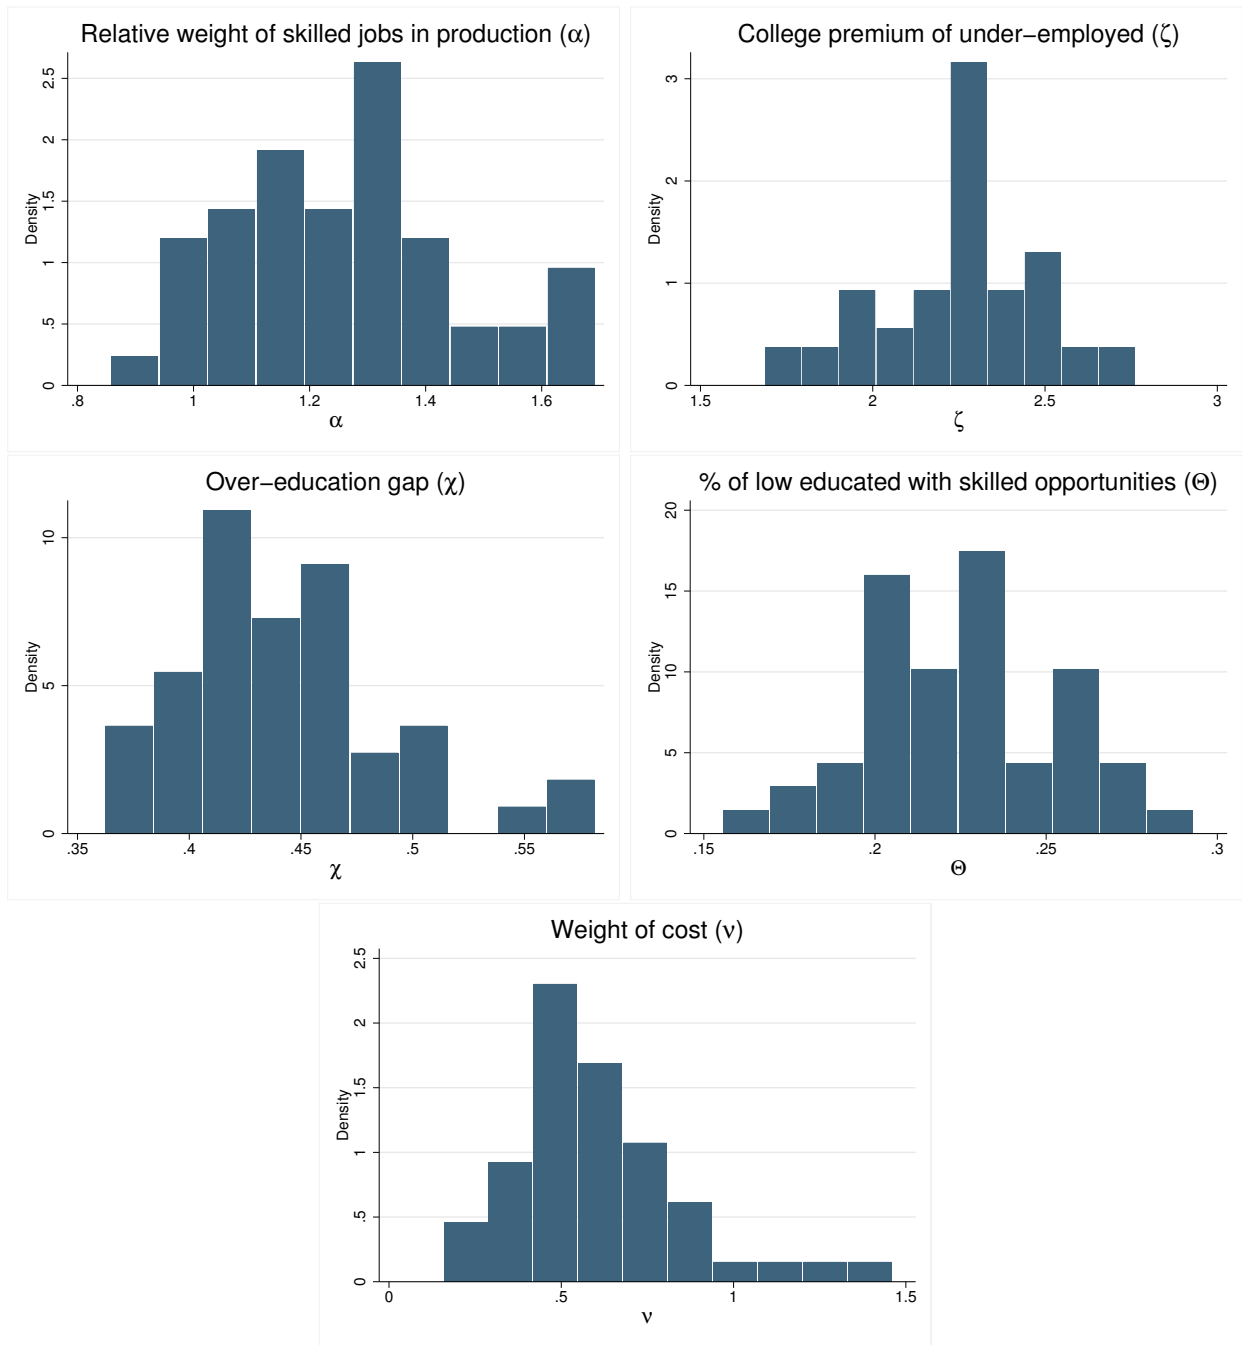 Relative weight of skilled jobs in production (α)
Density
0 .5 1 1.5 2 2.5
.8 1 1.2 1.4 1.6
α
College premium of under−employed (ζ)
Density
0 1 2 3
1.5 2 2.5 3
ζ
Over−education gap (χ)
Density
0 5 10
.35 .4 .45 .5 .55
χ
% of low educated with skilled opportunities (Θ)
Density
0 5 10 15 20
.15 .2 .25 .3
Θ
Weight of cost (ν)
Density
0 .5 1 1.5 2 2.5
0 .5 1 1.5
ν